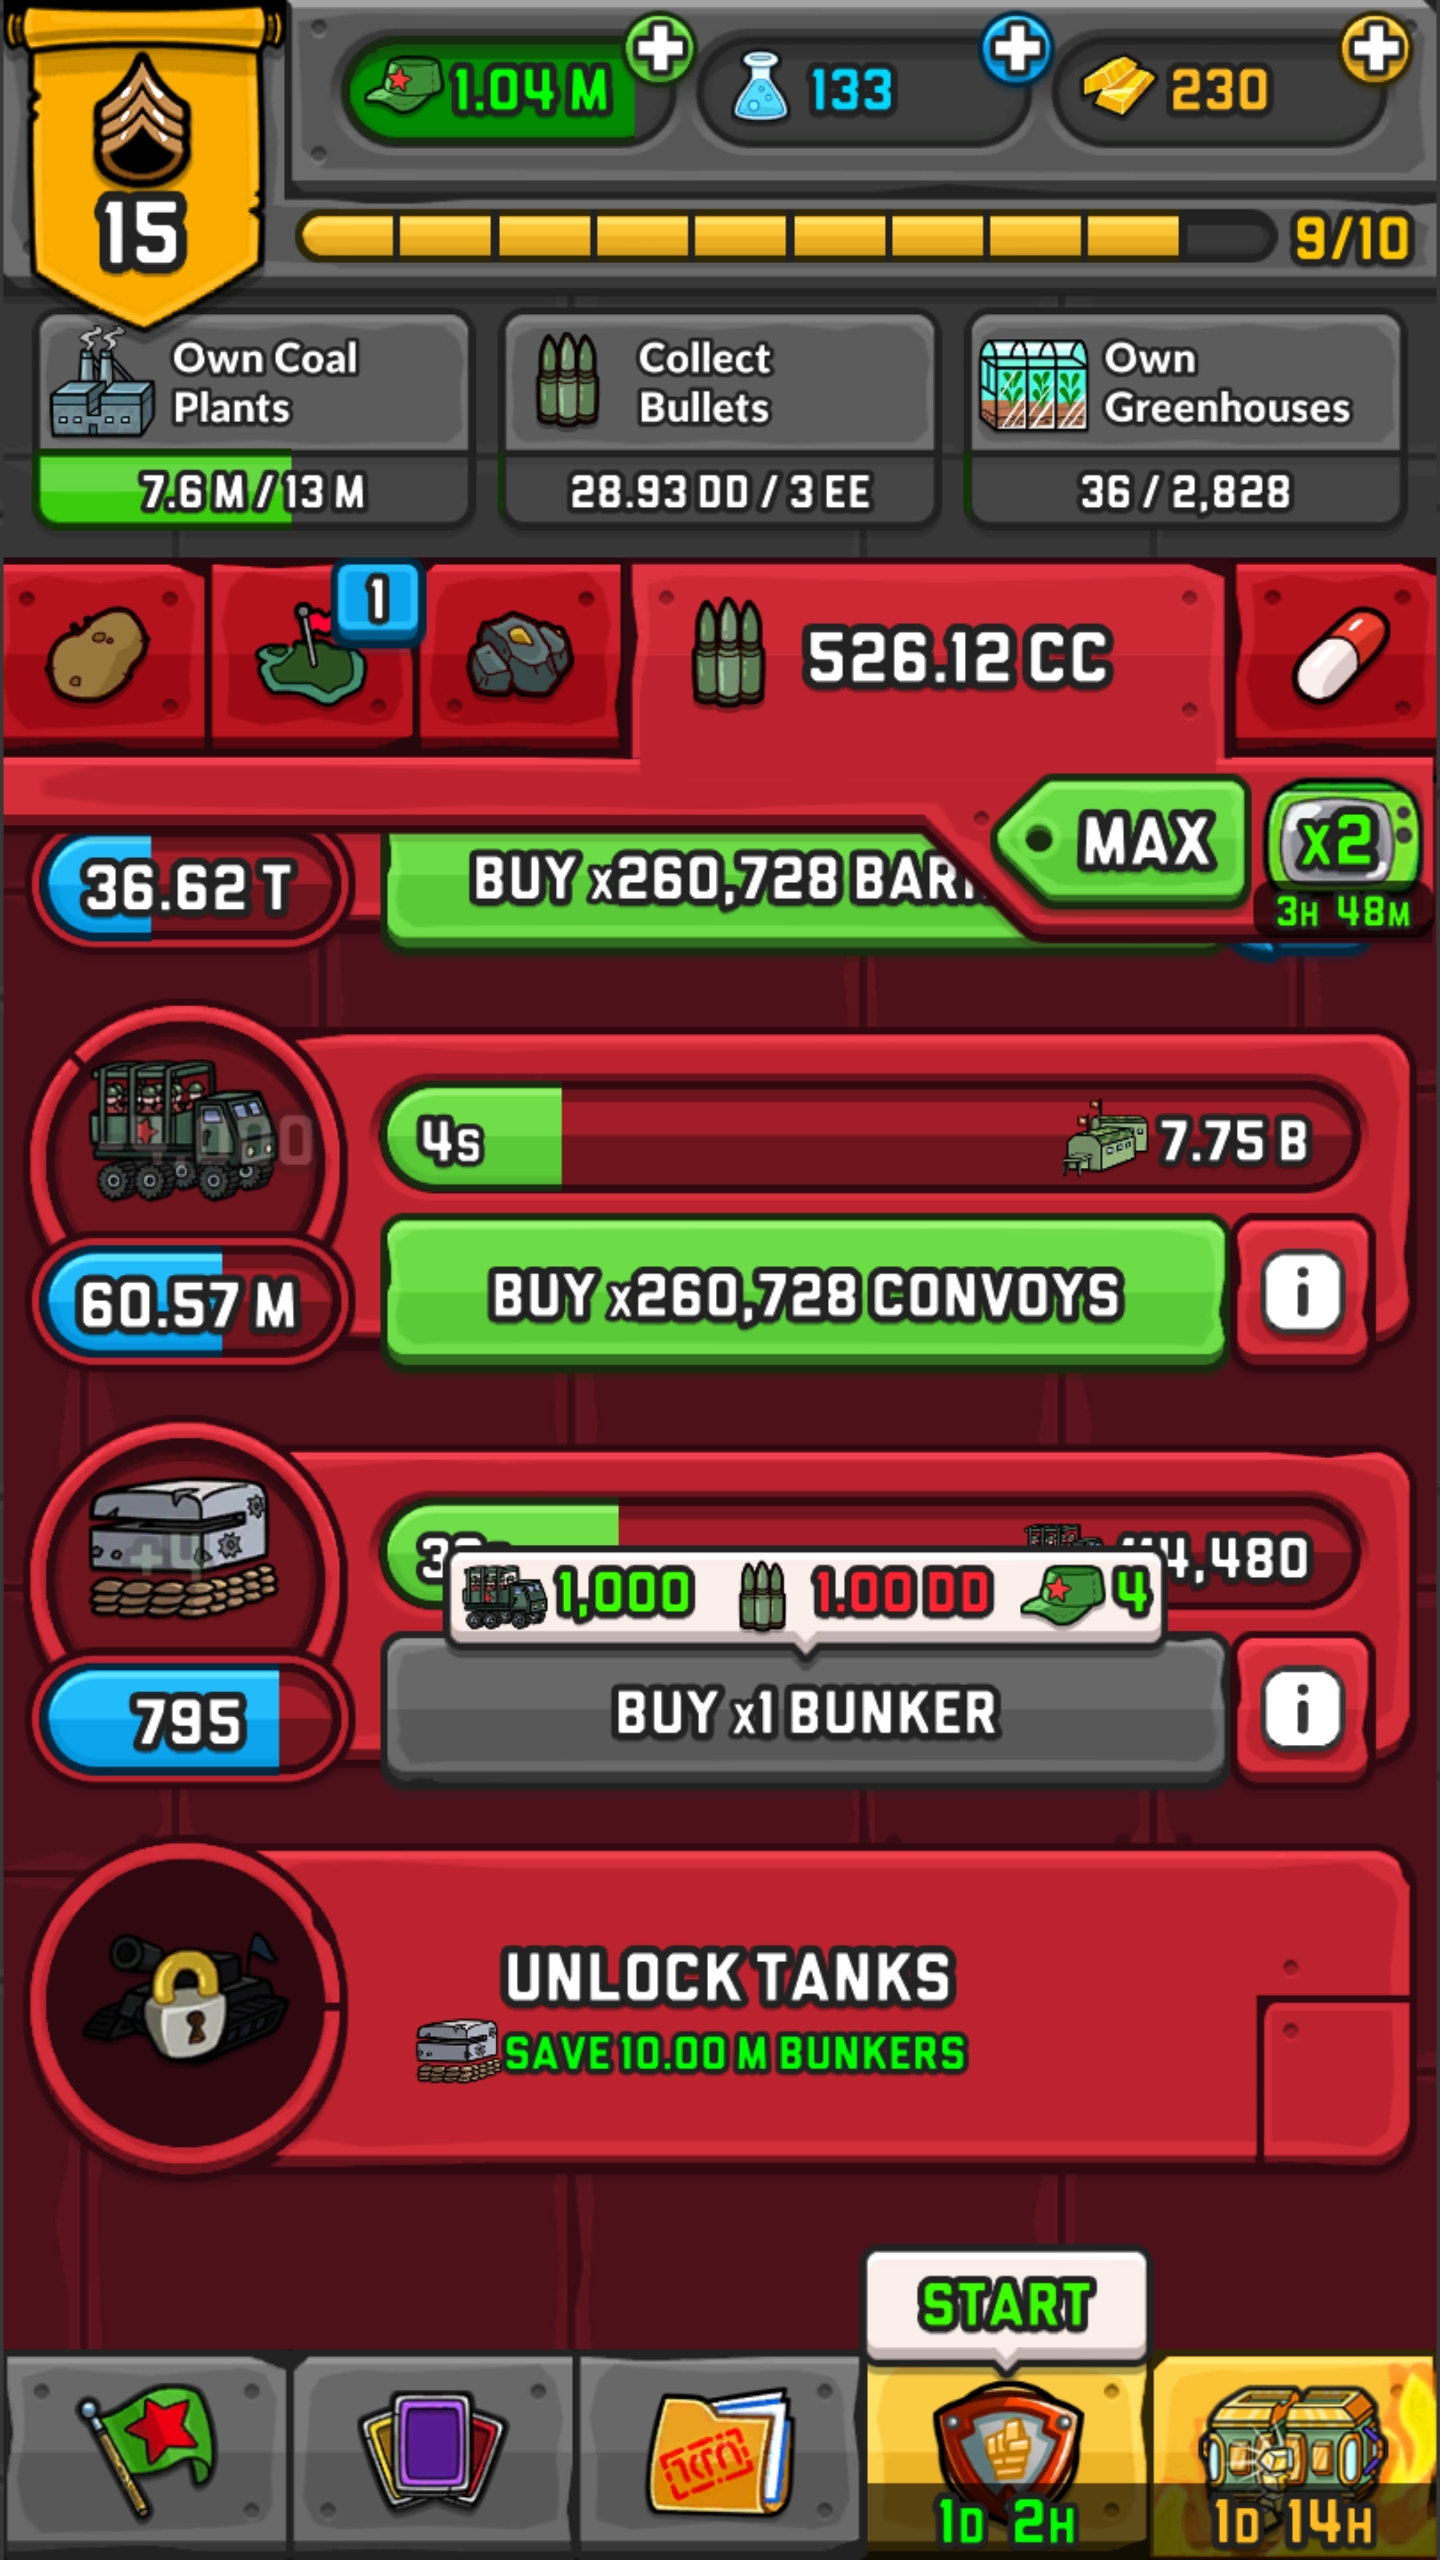 1.04 M
133
230
15
9/10
Own Coal
Plants
7.6 M / 13 M
Collect
Bullets
28.93 DD / 3 EE
Own
Greenhouses
36 / 2,828
1
526.12 CC
MAX
x2
3H 48M
36.62 T
BUY x260,728
4S
7.75 B
60.57 M
BUY x260,728 CONVOYS
4,480
1,000
1.00 DD
4
795
BUY x1 BUNKER
UNLOCK TANKS
SAVE 10.00 M BUNKERS
START
1D 2H
1D 14H